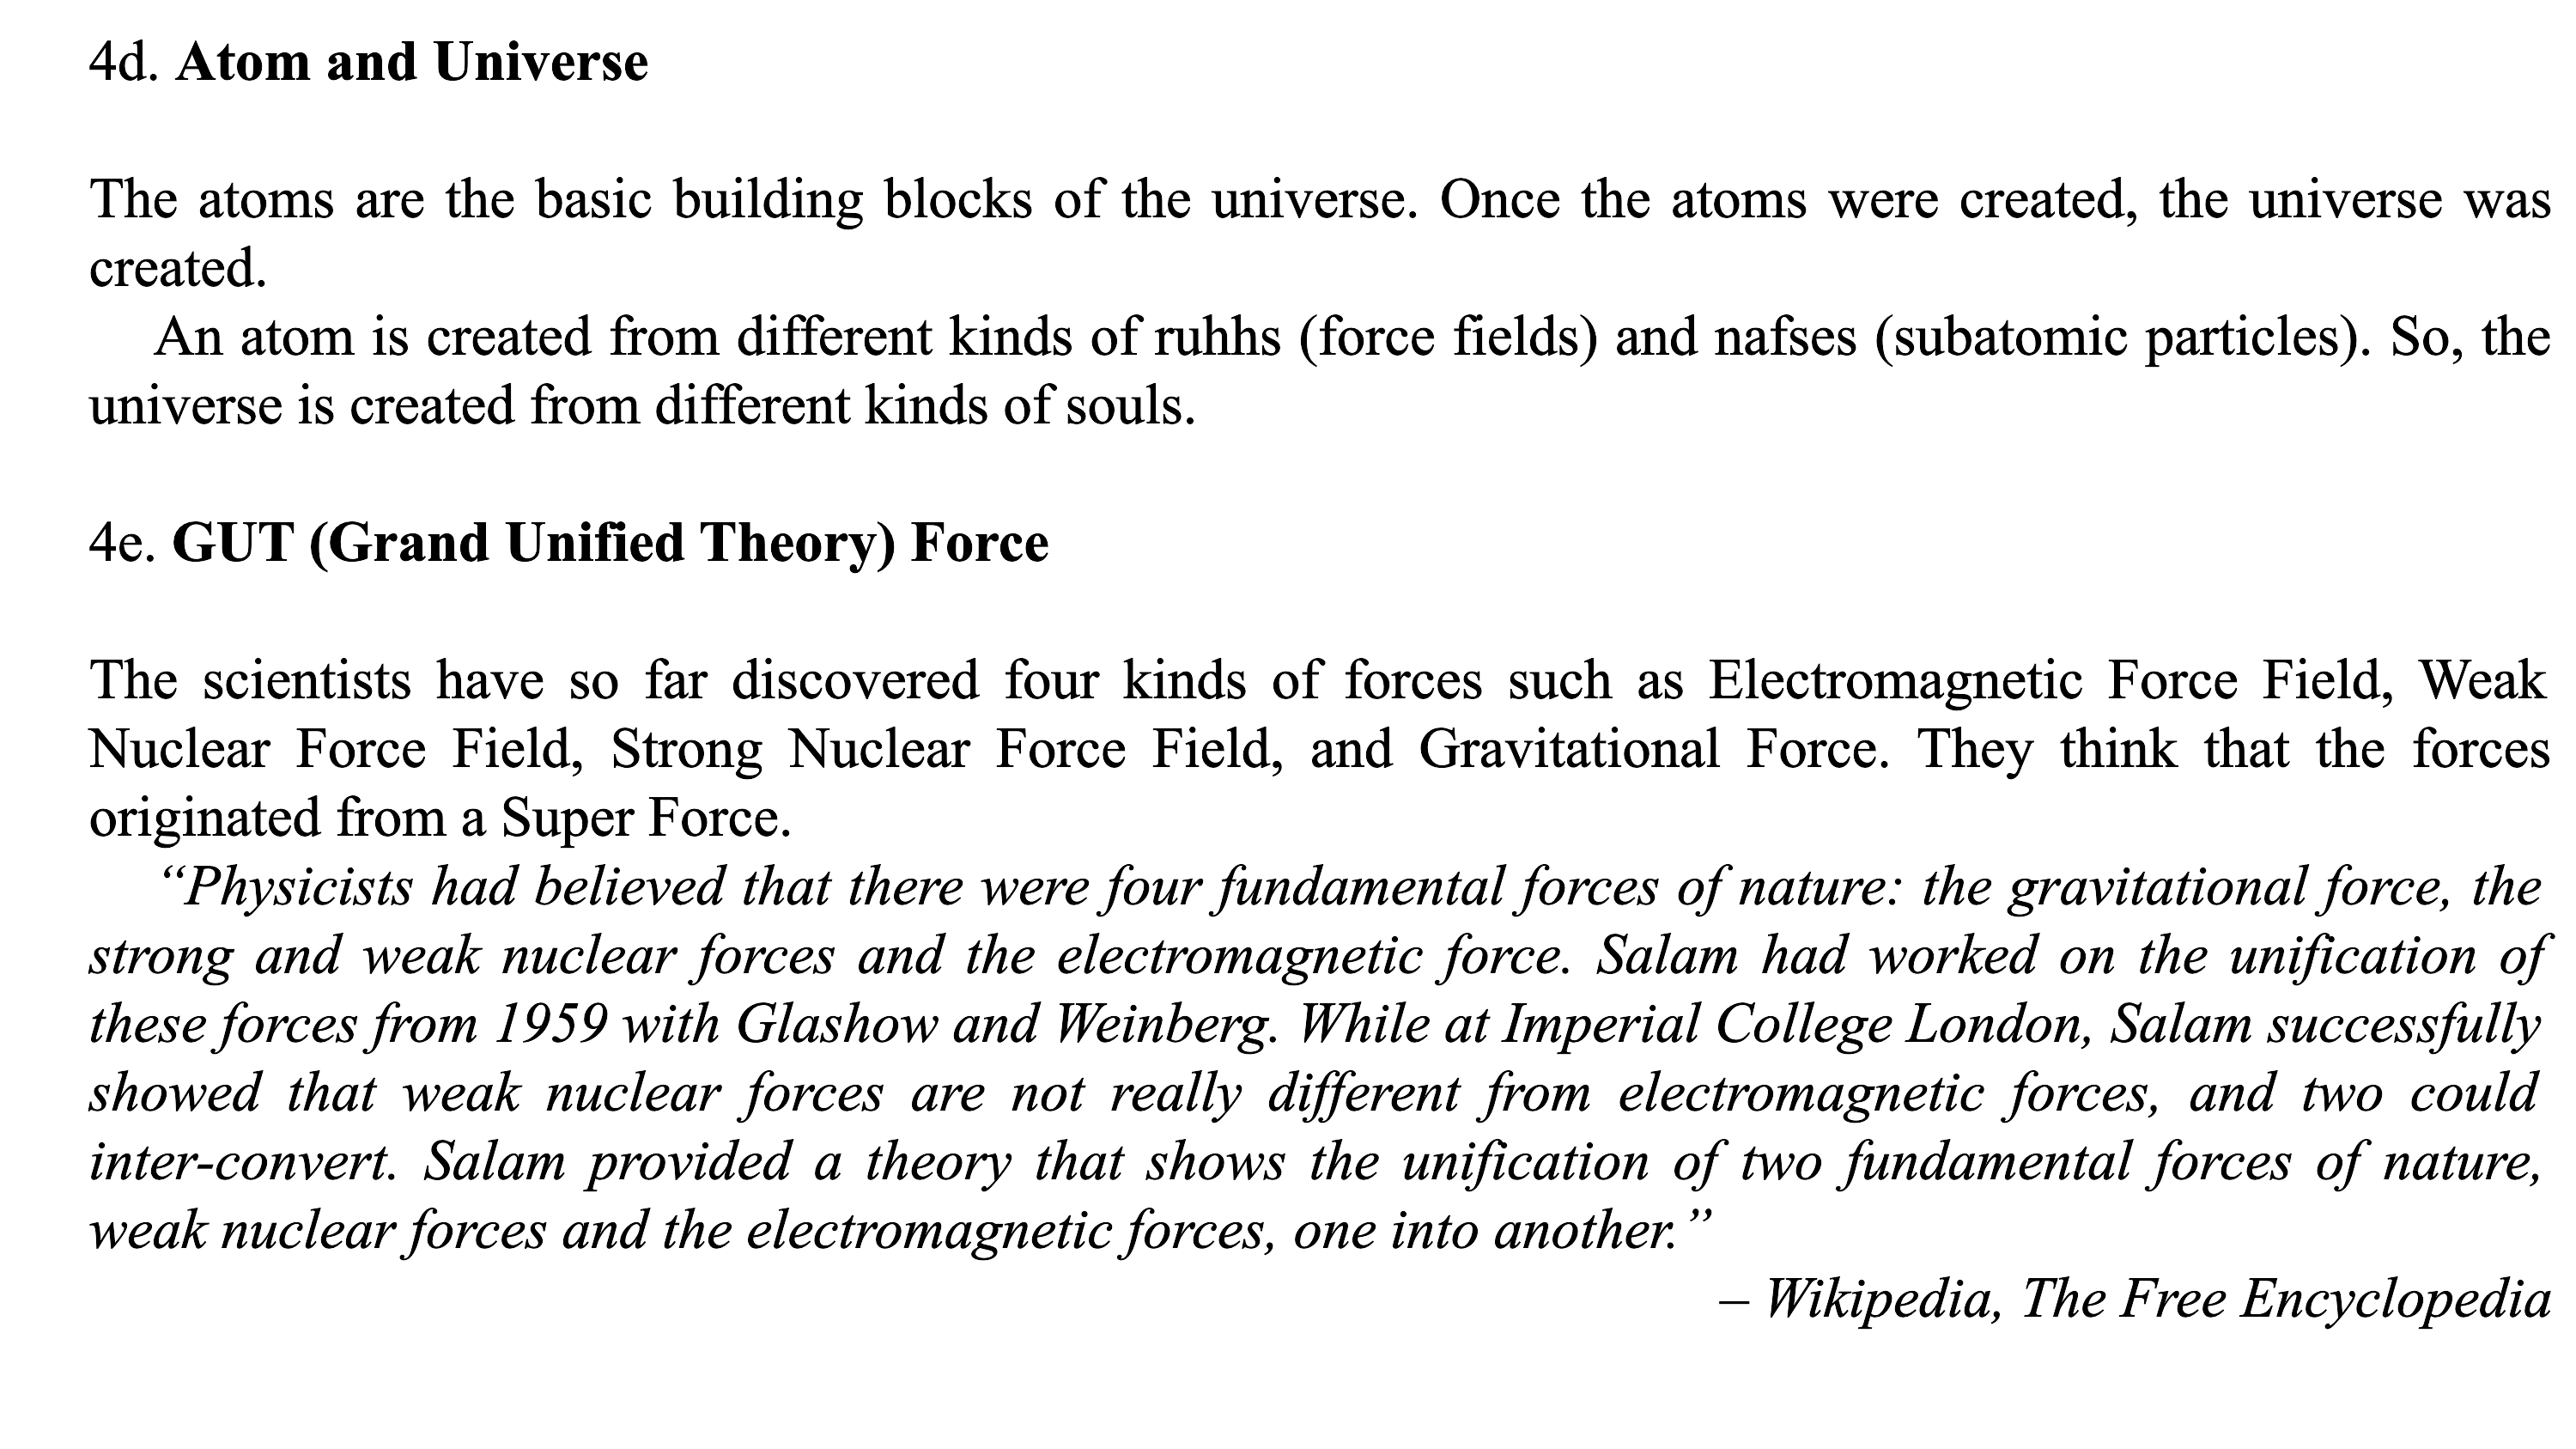 4d. Atom and Universe
The atoms are the basic building blocks of the universe. Once the atoms were created, the universe was
created.
An atom is created from different kinds of ruhhs (force fields) and nafses (subatomic particles). So, the
universe is created from different kinds of souls.
4e. GUT (Grand Unified Theory) Force
The scientists have so far discovered four kinds of forces such as Electromagnetic Force Field, Weak
Nuclear Force Field, Strong Nuclear Force Field, and Gravitational Force. They think that the forces
originated from a Super Force.
“Physicists had believed that there were four fundamental forces of nature: the gravitational force, the
strong and weak nuclear forces and the electromagnetic force. Salam had worked on the unification of
these forces from 1959 with Glashow and Weinberg. While at Imperial College London, Salam successfully
showed that weak nuclear forces are not really different from electromagnetic forces, and two could
inter-convert. Salam provided a theory that shows the unification of two fundamental forces of nature,
weak nuclear forces and the electromagnetic forces, one into another.”
– Wikipedia, The Free Encyclopedia